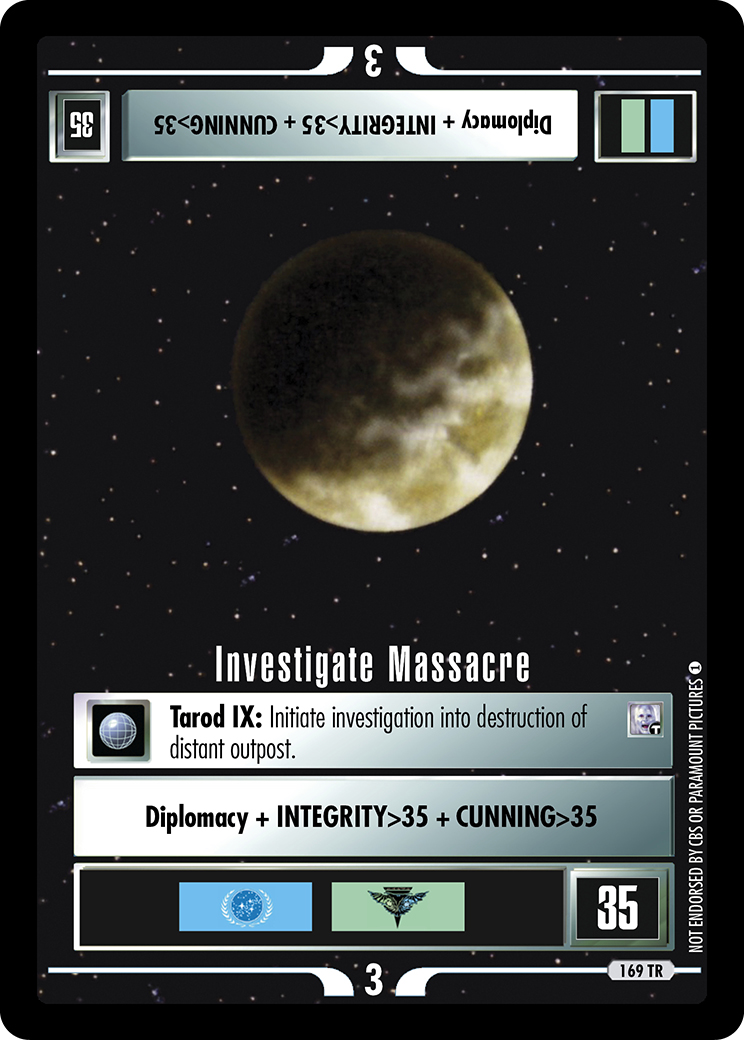 3
35
Diplomacy + INTEGRITY>35 + CUNNING>35
Investigate Massacre
Tarod IX: Initiate investigation into destruction of
distant outpost.
T
Diplomacy + INTEGRITY>35 + CUNNING>35
35
3
169 TR
NOT ENDORSED BY CBS OR PARAMOUNT PICTURES 1